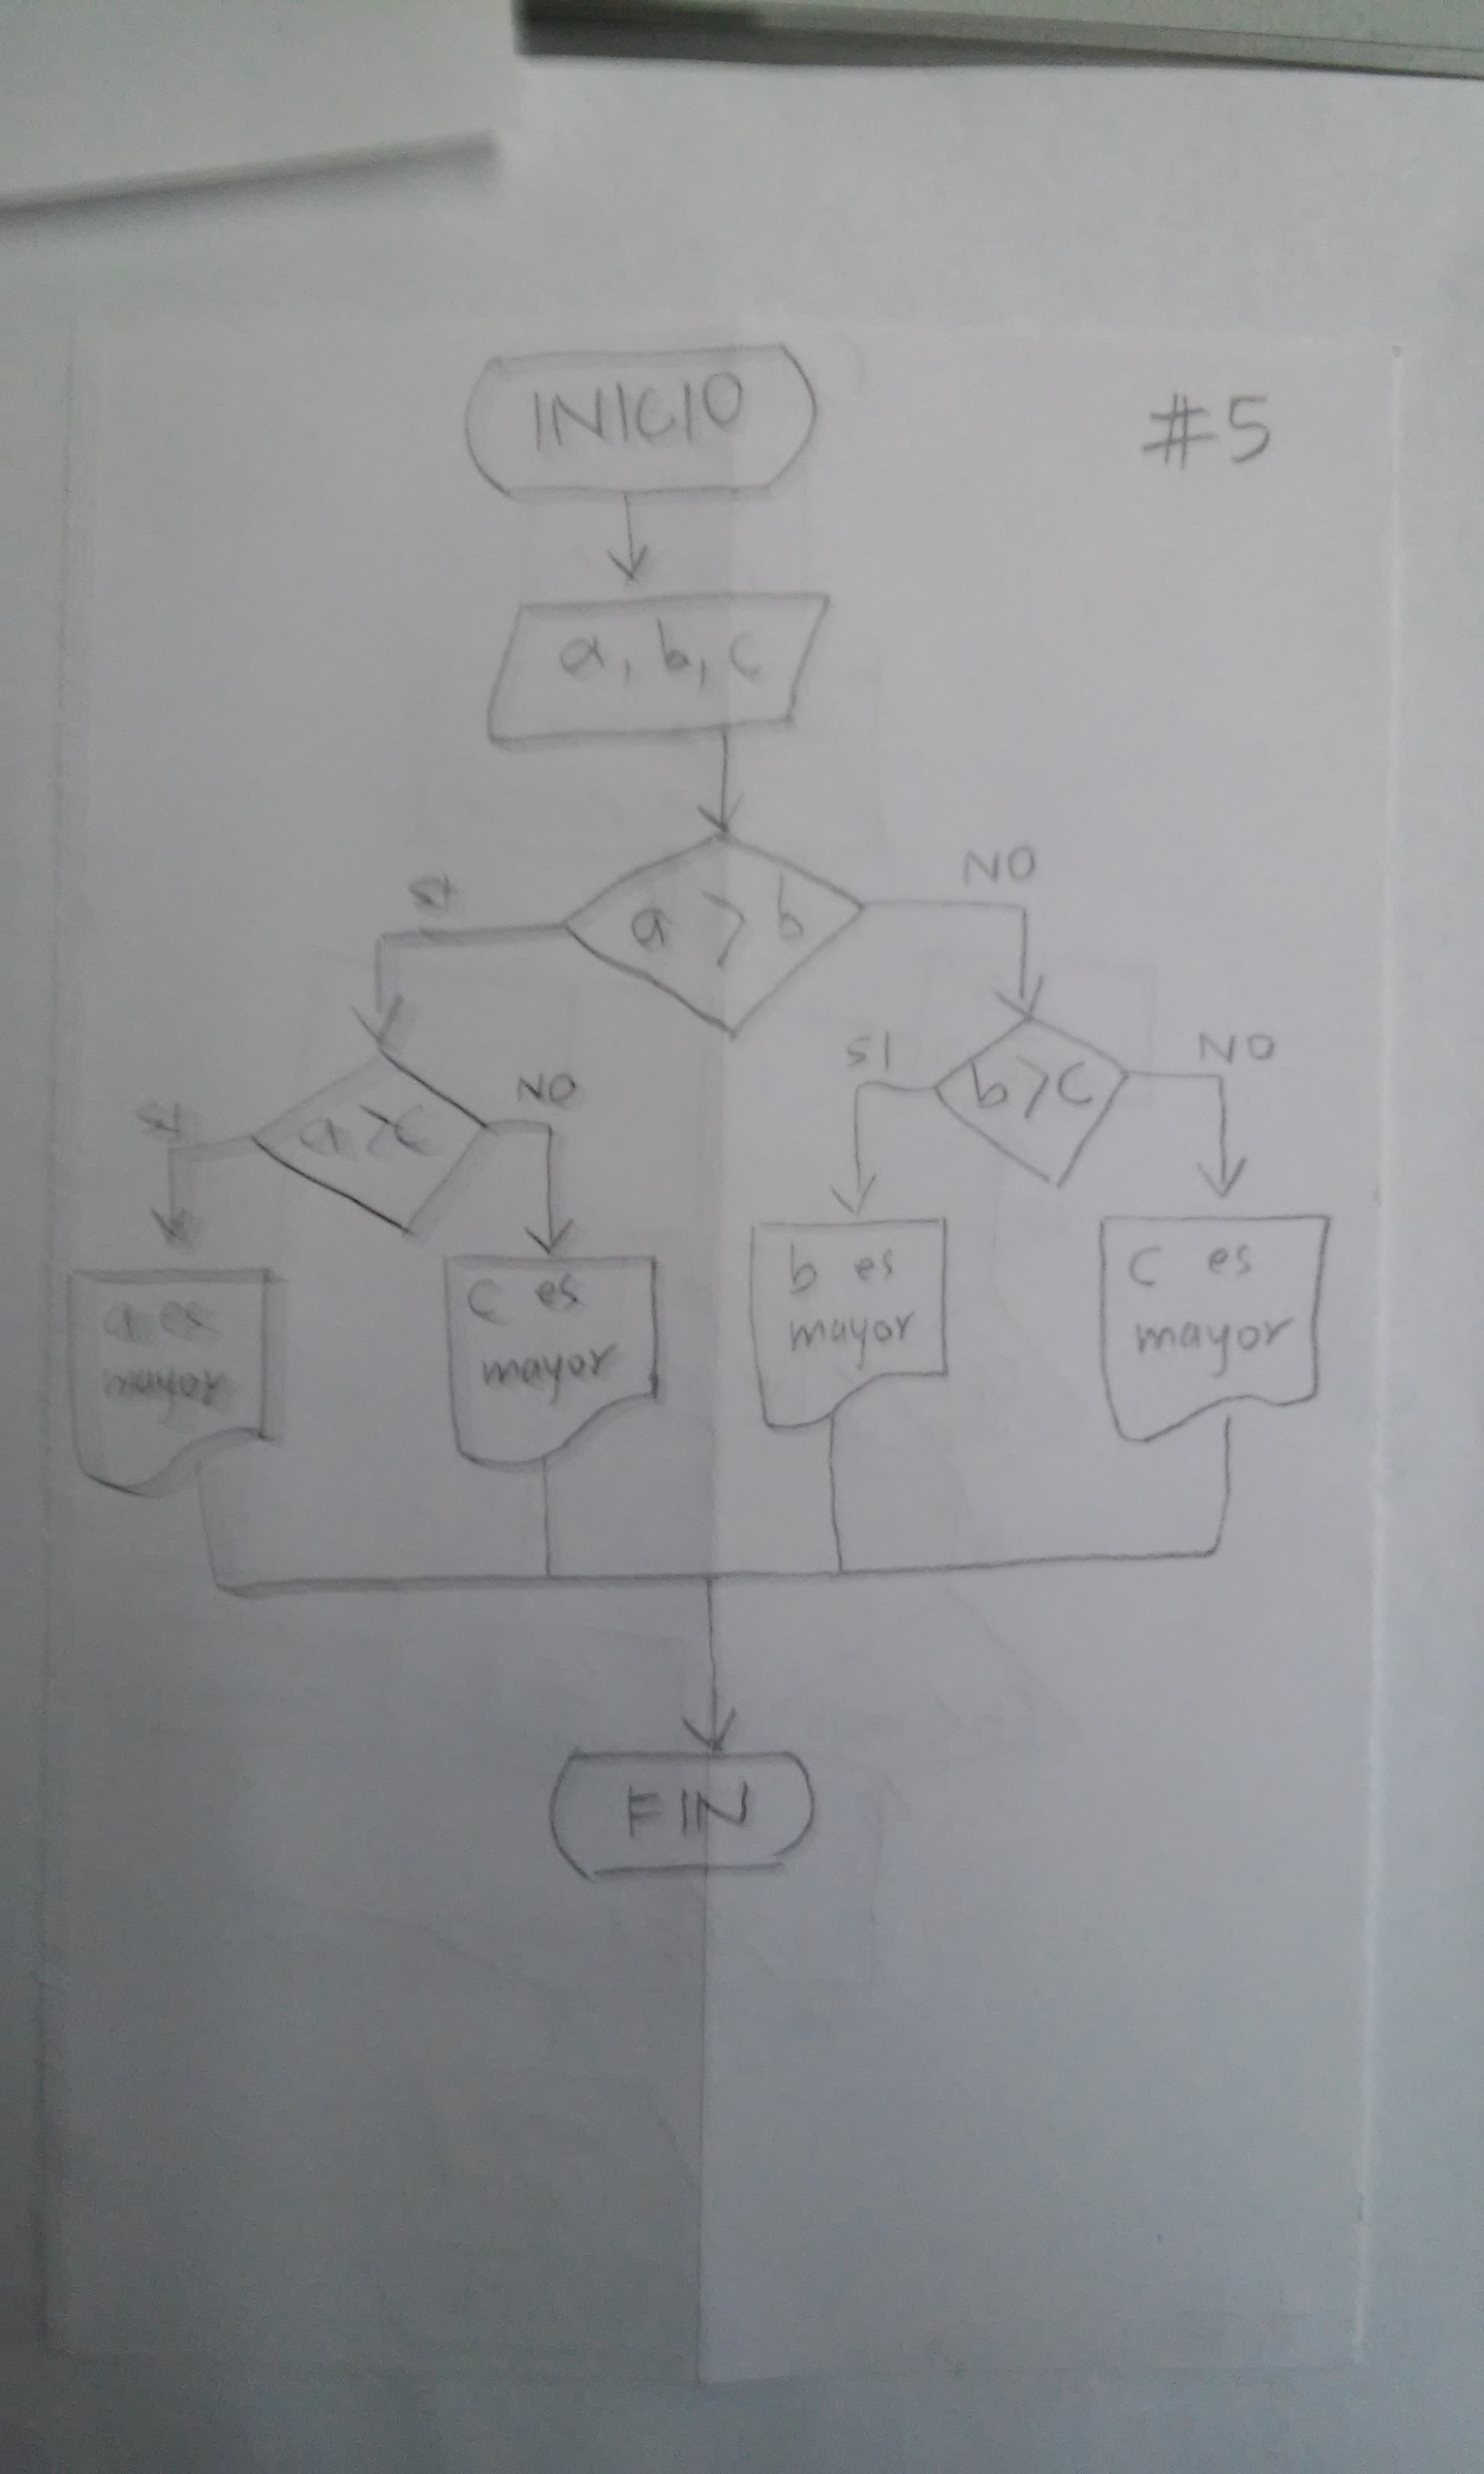 INICIO
#5
a, b, c
a > b
SI
NO
a>c
SI
NO
b>c
SI
NO
a es
mayor
c es
mayor
b es
mayor
c es
mayor
FIN